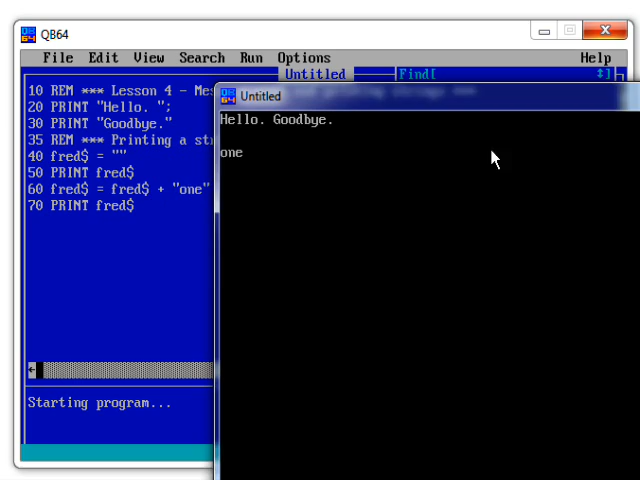 QB64
File Edit View Search Run Options Help
Untitled Find[
10 REM *** Lesson 4 - 
20 PRINT "Hello. ";
30 PRINT "Goodbye."
35 REM *** Printing a
40 fred$ = ""
50 PRINT fred$
60 fred$ = fred$ + "one"
70 PRINT fred$
Starting program...
Untitled
Hello. Goodbye.
one